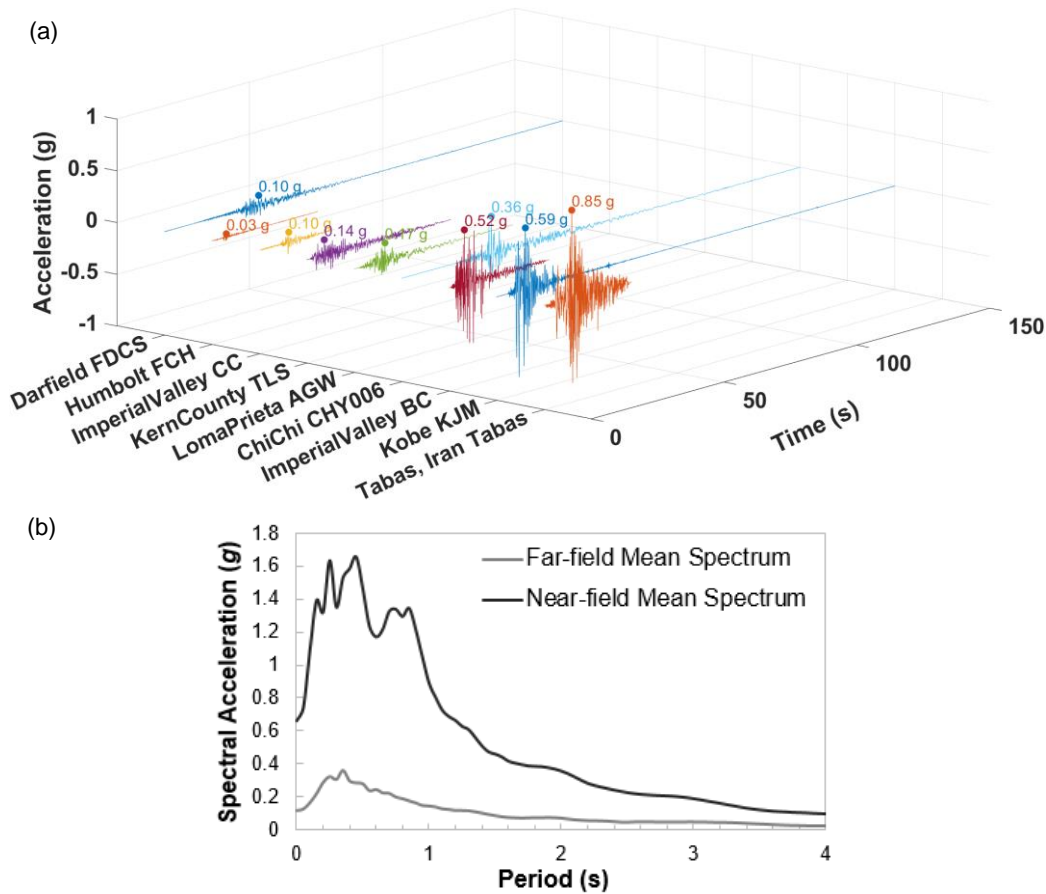 (a)
Acceleration (g)
1
0.5
0
-0.5
-1
0.10 g
0.03 g
0.10 g
0.14 g
0.17 g
0.36 g
0.52 g
0.59 g
0.85 g
Darfield FDCS
Humbolt FCH
ImperialValley CC
KernCounty TLS
LomaPrieta AGW
ChiChi CHY006
ImperialValley BC
Kobe KJM
Tabas, Iran Tabas
0
50
100
150
Time (s)
(b)
Spectral Acceleration (g)
1.8
1.6
1.4
1.2
1
0.8
0.6
0.4
0.2
0
Far-field Mean Spectrum
Near-field Mean Spectrum
0 1 2 3 4
Period (s)